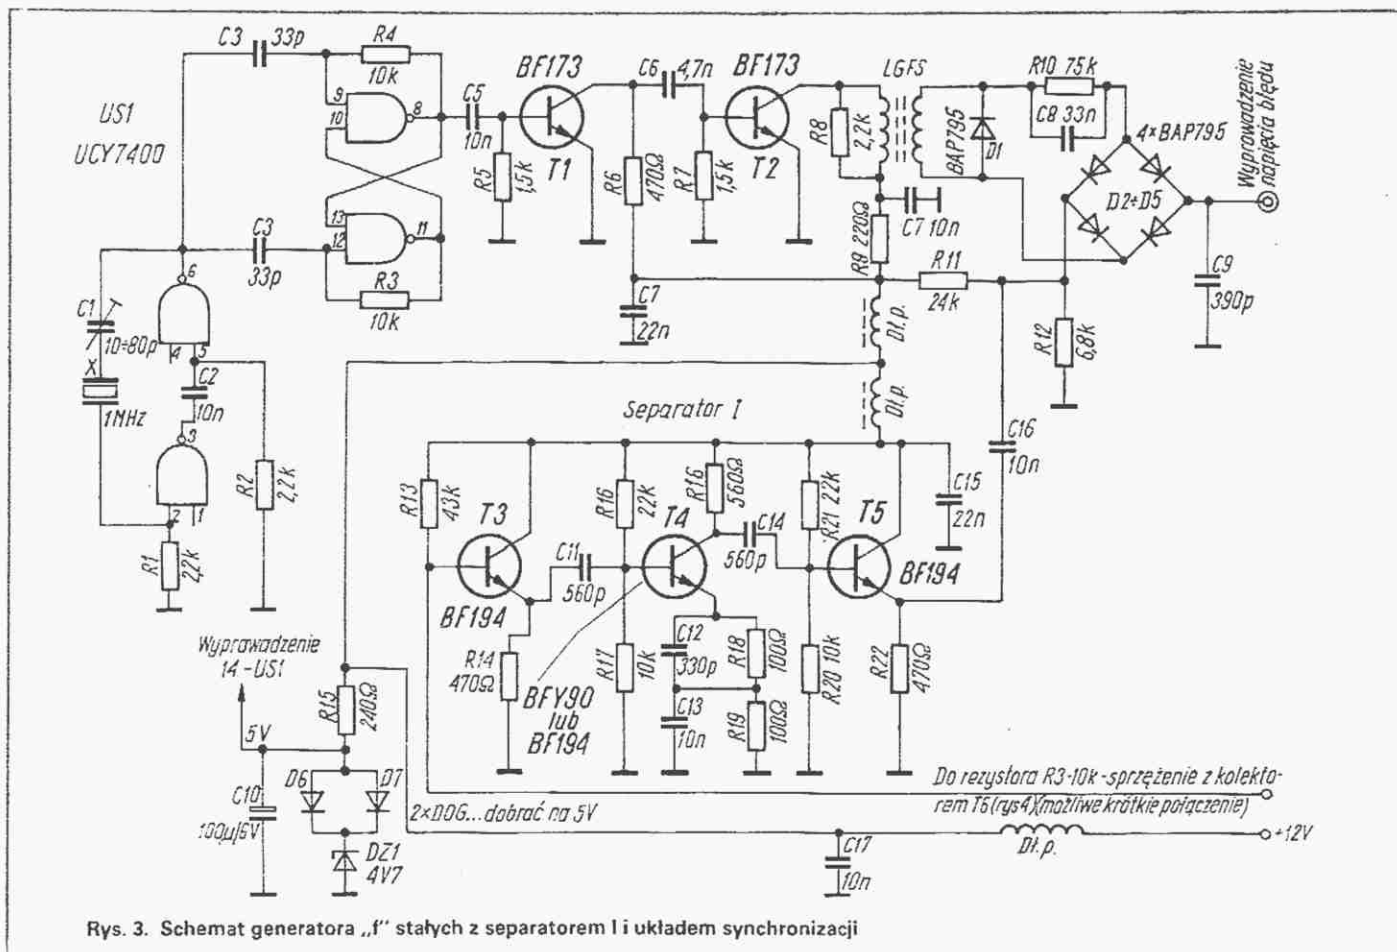 C3 33p
R4
10k
US1
UCY7400
9
10
8
C5
10n
BF173
T1
R5
1,5k
R6
470Ω
C6 4,7n
R7
1,5k
BF173
T2
R8
2,2k
LGFS
BAP795
D1
R10 75k
C8 33n
4×BAP795
D2÷D5
Wyprowadzenie
napięcia błędu
C9
390p
13
12
11
C3
33p
R3
10k
C7 10n
R9 220Ω
R11
24k
C7
22n
Dł.p.
R12
6,8k
C1
10÷80p
X
1MHz
6
4
5
C2
10n
3
2
1
R2
2,2k
R1
2,2k
Separator I
Dł.p.
C16
10n
R13
43k
T3
BF194
R14
470Ω
C11
560p
R16
22k
R17
10k
T4
R16
560Ω
C14
560p
BFY90
lub
BF194
C12
330p
R18
100Ω
C13
10n
R19
100Ω
R21 22k
T5
BF194
R20 10k
R22
470Ω
C15
22n
Wyprowadzenie
14-US1
R15
240Ω
5V
D6
D7
C10
100µ/6V
2×DOG...dobrać na 5V
DZ1
4V7
Do rezystora R3-10k-sprzężenie z kolekto-
rem T6(rys4)(możliwe krótkie połączenie)
C17
10n
Dł.p.
+12V
Rys. 3. Schemat generatora „f" stałych z separatorem I i układem synchronizacji